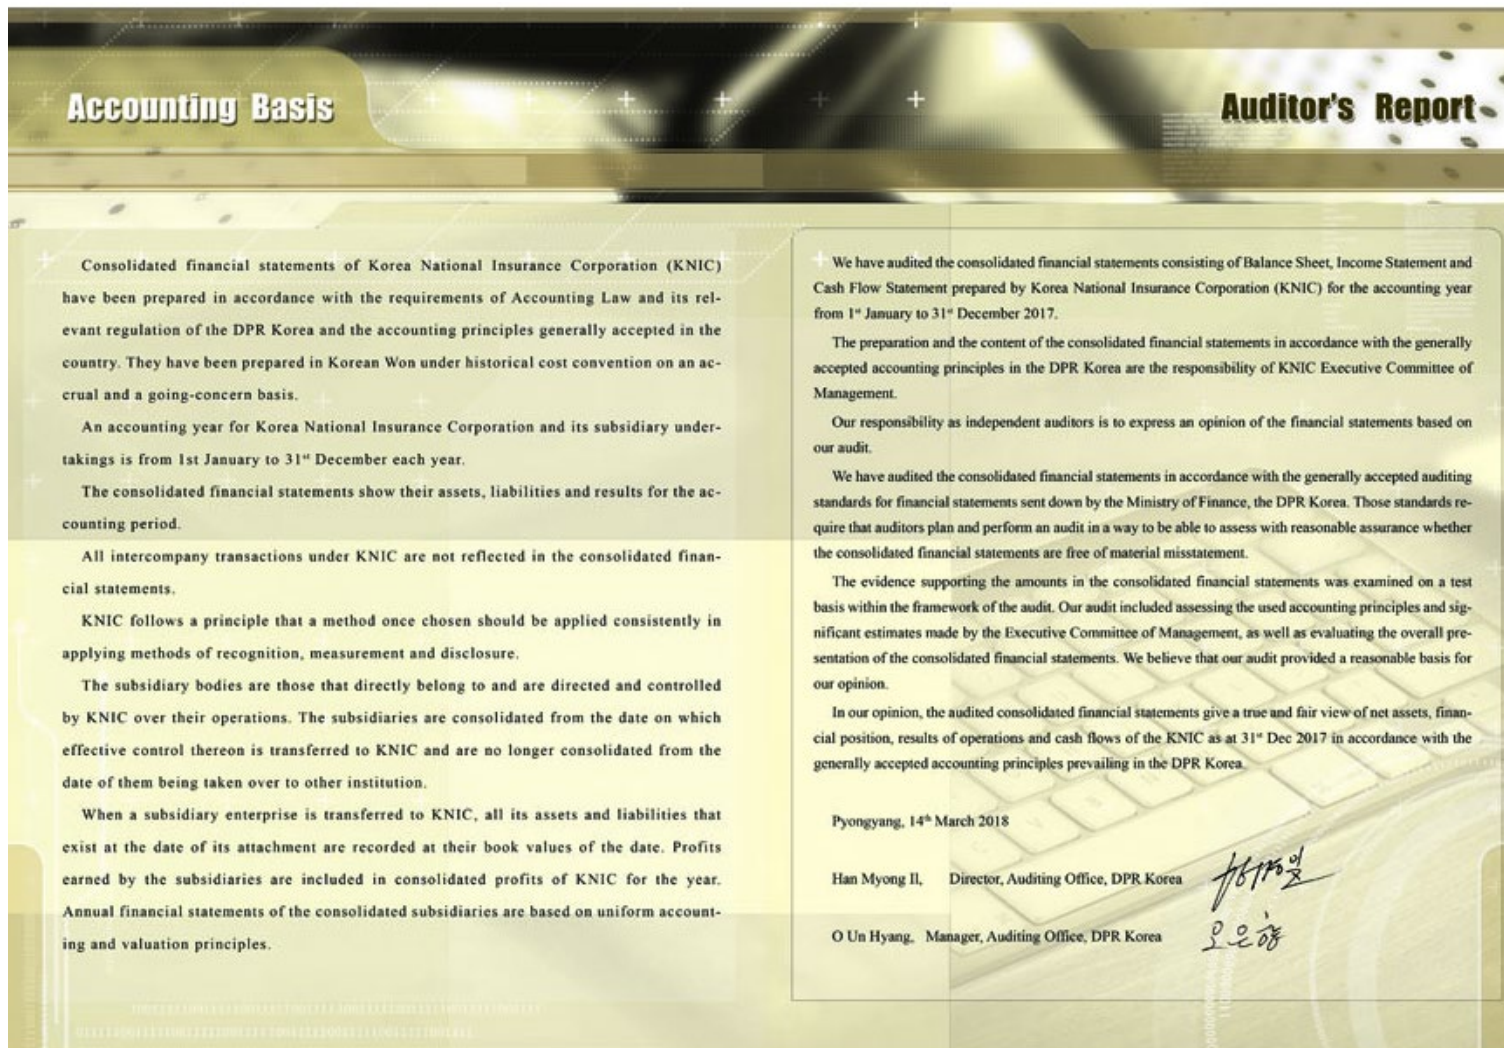 Accounting Basis
Auditor's Report
Consolidated financial statements of Korea National Insurance Corporation (KNIC)
have been prepared in accordance with the requirements of Accounting Law and its rel-
evant regulation of the DPR Korea and the accounting principles generally accepted in the
country. They have been prepared in Korean Won under historical cost convention on an ac-
crual and a going-concern basis.
An accounting year for Korea National Insurance Corporation and its subsidiary under-
takings is from 1st January to 31st December each year.
The consolidated financial statements show their assets, liabilities and results for the ac-
counting period.
All intercompany transactions under KNIC are not reflected in the consolidated finan-
cial statements.
KNIC follows a principle that a method once chosen should be applied consistently in
applying methods of recognition, measurement and disclosure.
The subsidiary bodies are those that directly belong to and are directed and controlled
by KNIC over their operations. The subsidiaries are consolidated from the date on which
effective control thereon is transferred to KNIC and are no longer consolidated from the
date of them being taken over to other institution.
When a subsidiary enterprise is transferred to KNIC, all its assets and liabilities that
exist at the date of its attachment are recorded at their book values of the date. Profits
earned by the subsidiaries are included in consolidated profits of KNIC for the year.
Annual financial statements of the consolidated subsidiaries are based on uniform account-
ing and valuation principles.
We have audited the consolidated financial statements consisting of Balance Sheet, Income Statement and
Cash Flow Statement prepared by Korea National Insurance Corporation (KNIC) for the accounting year
from 1st January to 31st December 2017.
The preparation and the content of the consolidated financial statements in accordance with the generally
accepted accounting principles in the DPR Korea are the responsibility of KNIC Executive Committee of
Management.
Our responsibility as independent auditors is to express an opinion of the financial statements based on
our audit.
We have audited the consolidated financial statements in accordance with the generally accepted auditing
standards for financial statements sent down by the Ministry of Finance, the DPR Korea. Those standards re-
quire that auditors plan and perform an audit in a way to be able to assess with reasonable assurance whether
the consolidated financial statements are free of material misstatement.
The evidence supporting the amounts in the consolidated financial statements was examined on a test
basis within the framework of the audit. Our audit included assessing the used accounting principles and sig-
nificant estimates made by the Executive Committee of Management, as well as evaluating the overall pre-
sentation of the consolidated financial statements. We believe that our audit provided a reasonable basis for
our opinion.
In our opinion, the audited consolidated financial statements give a true and fair view of net assets, finan-
cial position, results of operations and cash flows of the KNIC as at 31st Dec 2017 in accordance with the
generally accepted accounting principles prevailing in the DPR Korea.
Pyongyang, 14th March 2018
Han Myong Il, Director, Auditing Office, DPR Korea
O Un Hyang, Manager, Auditing Office, DPR Korea
오은향